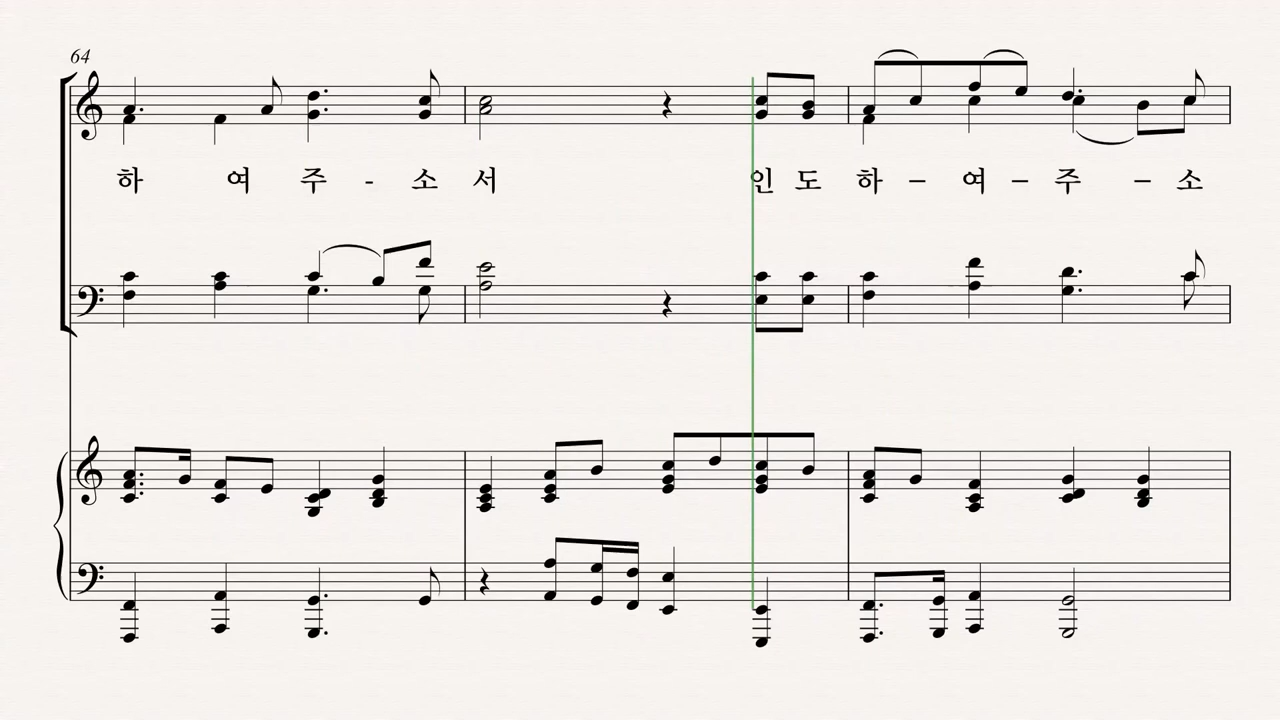 64
하 여 주 - 소 서 인 도 하 – 여 – 주 – 소